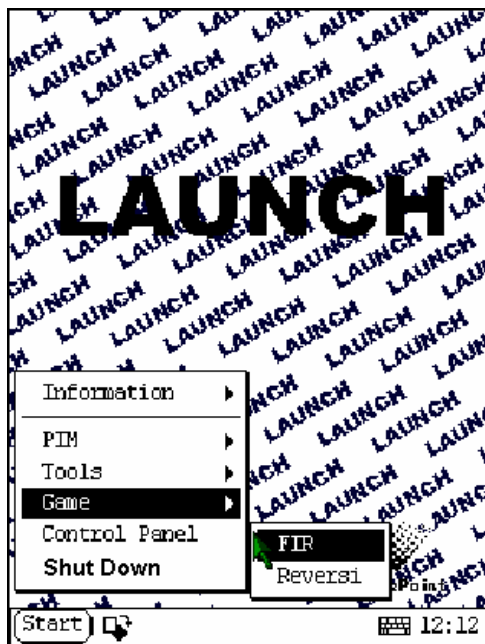 LAUNCH
Information
PIM
Tools
Game
Control Panel
Shut Down
FIR
Reversi
Start
12:12